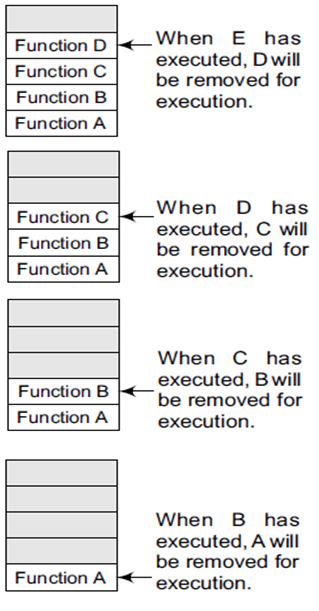 Function D
Function C
Function B
Function A
When E has
executed, D will
be removed for
execution.
Function C
Function B
Function A
When D has
executed, C will
be removed for
execution.
Function B
Function A
When C has
executed, B will
be removed for
execution.
Function A
When B has
executed, A will
be removed for
execution.